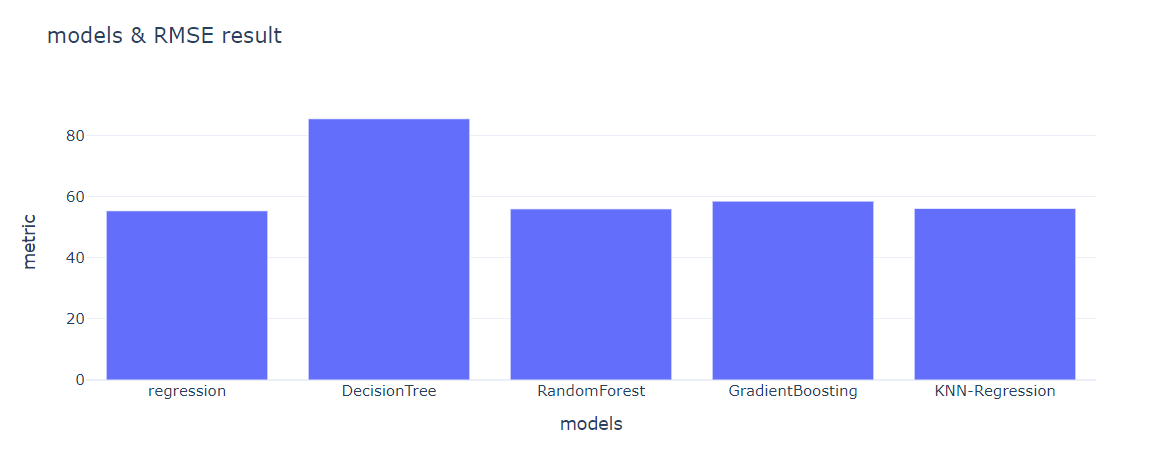 models & RMSE result
metric
80
60
40
20
0
regression
DecisionTree
RandomForest
GradientBoosting
KNN-Regression
models